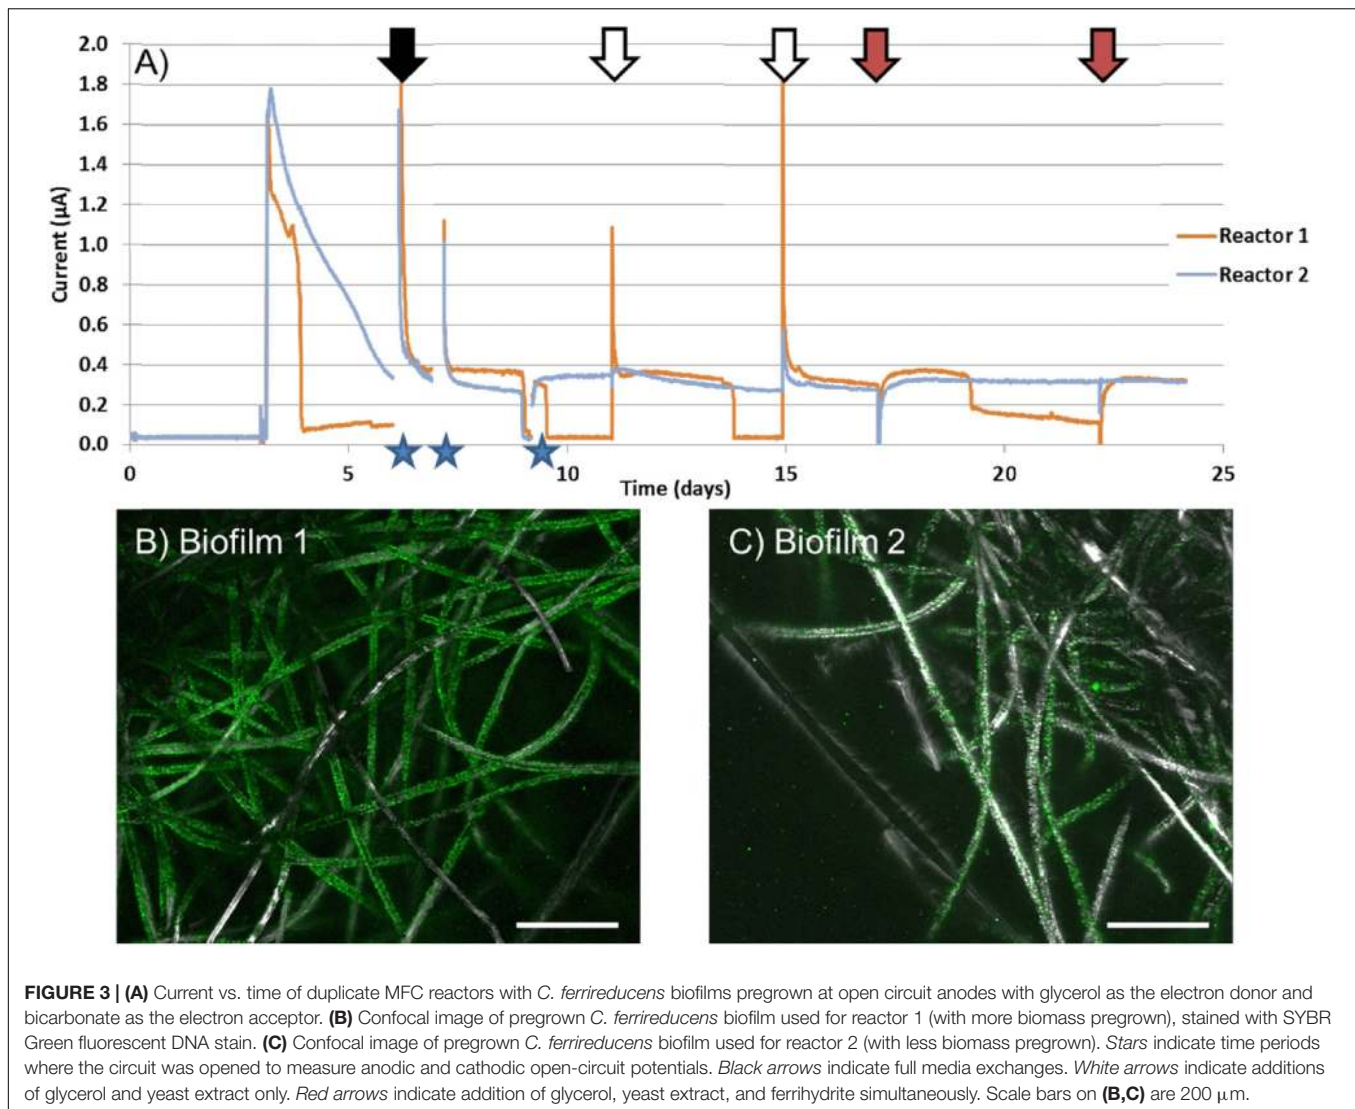 A)
2.0
1.8
1.6
1.4
1.2
1.0
0.8
0.6
0.4
0.2
0.0
Current (µA)
0 5 10 15 20 25
Time (days)
Reactor 1
Reactor 2
B) Biofilm 1
C) Biofilm 2
FIGURE 3 | (A) Current vs. time of duplicate MFC reactors with C. ferrireducens biofilms pregrown at open circuit anodes with glycerol as the electron donor and
bicarbonate as the electron acceptor. (B) Confocal image of pregrown C. ferrireducens biofilm used for reactor 1 (with more biomass pregrown), stained with SYBR
Green fluorescent DNA stain. (C) Confocal image of pregrown C. ferrireducens biofilm used for reactor 2 (with less biomass pregrown). Stars indicate time periods
where the circuit was opened to measure anodic and cathodic open-circuit potentials. Black arrows indicate full media exchanges. White arrows indicate additions
of glycerol and yeast extract only. Red arrows indicate addition of glycerol, yeast extract, and ferrihydrite simultaneously. Scale bars on (B,C) are 200 µm.